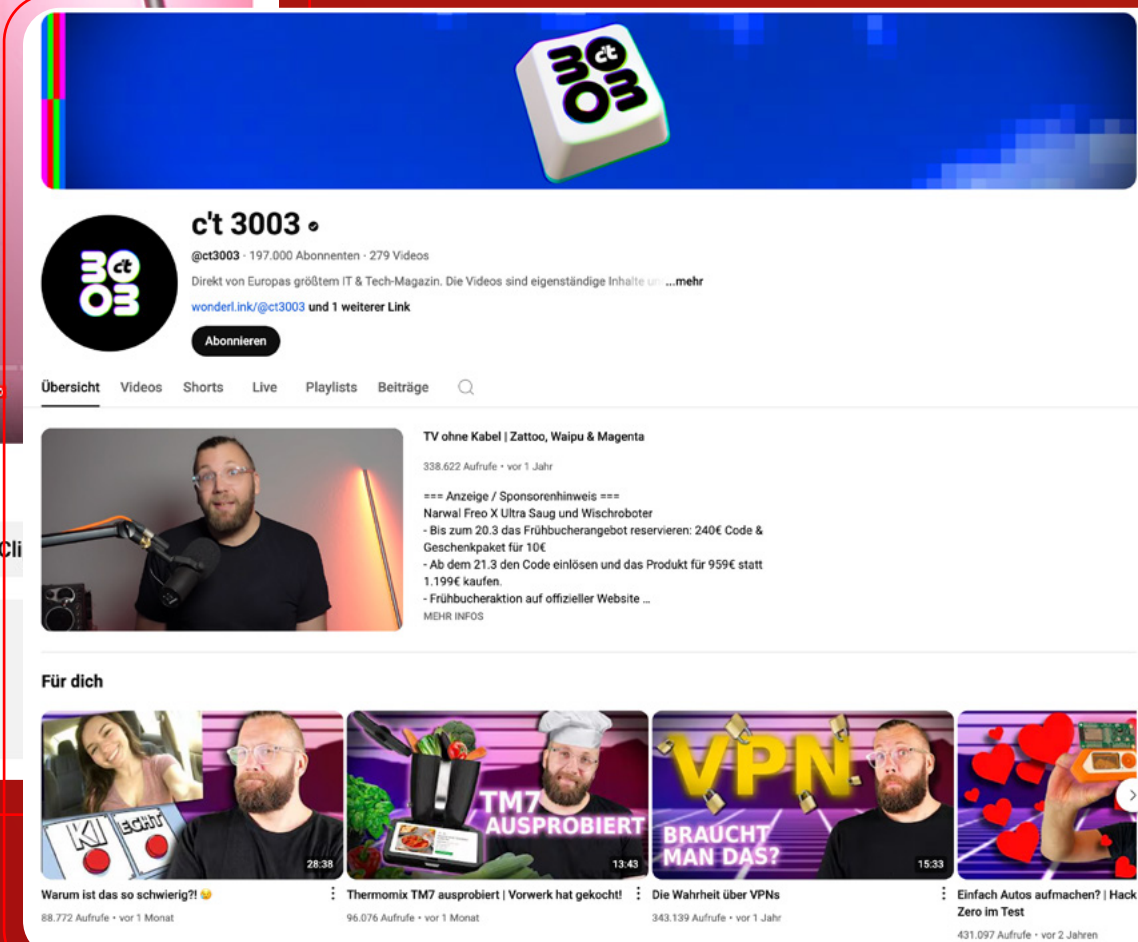 c't
3003
c't 3003
@ct3003 · 197.000 Abonnenten · 279 Videos
Direkt von Europas größtem IT & Tech-Magazin. Die Videos sind eigenständige Inhalte ...mehr
wonderl.ink/@ct3003 und 1 weiterer Link
Abonnieren
Übersicht Videos Shorts Live Playlists Beiträge
TV ohne Kabel | Zattoo, Waipu & Magenta
338.622 Aufrufe • vor 1 Jahr
=== Anzeige / Sponsorenhinweis ===
Narwal Freo X Ultra Saug und Wischroboter
- Bis zum 20.3 das Frühbucherangebot reservieren: 240€ Code &
Geschenkpaket für 10€
- Ab dem 21.3 den Code einlösen und das Produkt für 959€ statt
1.199€ kaufen.
- Frühbucheraktion auf offizieller Website ...
MEHR INFOS
Cli
Für dich
KI ECHT
28:38
TM7
AUSPROBIERT
13:43
VPN
BRAUCHT
MAN DAS?
15:33
Warum ist das so schwierig?!
88.772 Aufrufe • vor 1 Monat
Thermomix TM7 ausprobiert | Vorwerk hat gekocht!
96.076 Aufrufe • vor 1 Monat
Die Wahrheit über VPNs
343.139 Aufrufe • vor 1 Jahr
Einfach Autos aufmachen? | Hack
Zero im Test
431.097 Aufrufe • vor 2 Jahren